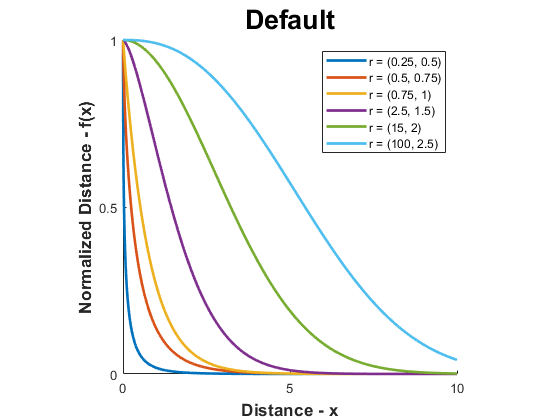 Default
1
0.5
0
Normalized Distance - f(x)
r = (0.25, 0.5)
r = (0.5, 0.75)
r = (0.75, 1)
r = (2.5, 1.5)
r = (15, 2)
r = (100, 2.5)
0
5
10
Distance - x